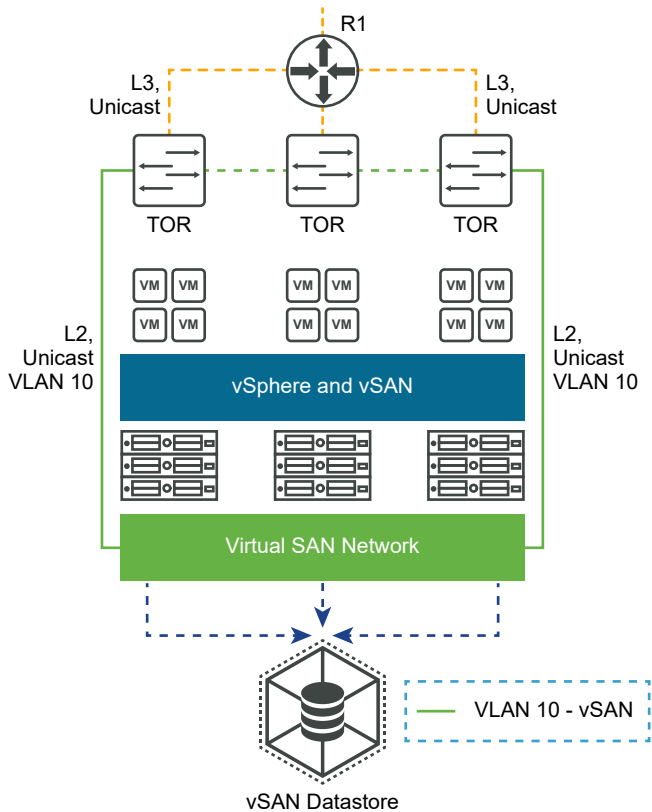 R1
L3,
Unicast
L3,
Unicast
TOR
TOR
TOR
VM VM
VM VM
VM VM
VM VM
VM VM
VM VM
L2,
Unicast
VLAN 10
L2,
Unicast
VLAN 10
vSphere and vSAN
Virtual SAN Network
VLAN 10 - vSAN
vSAN Datastore